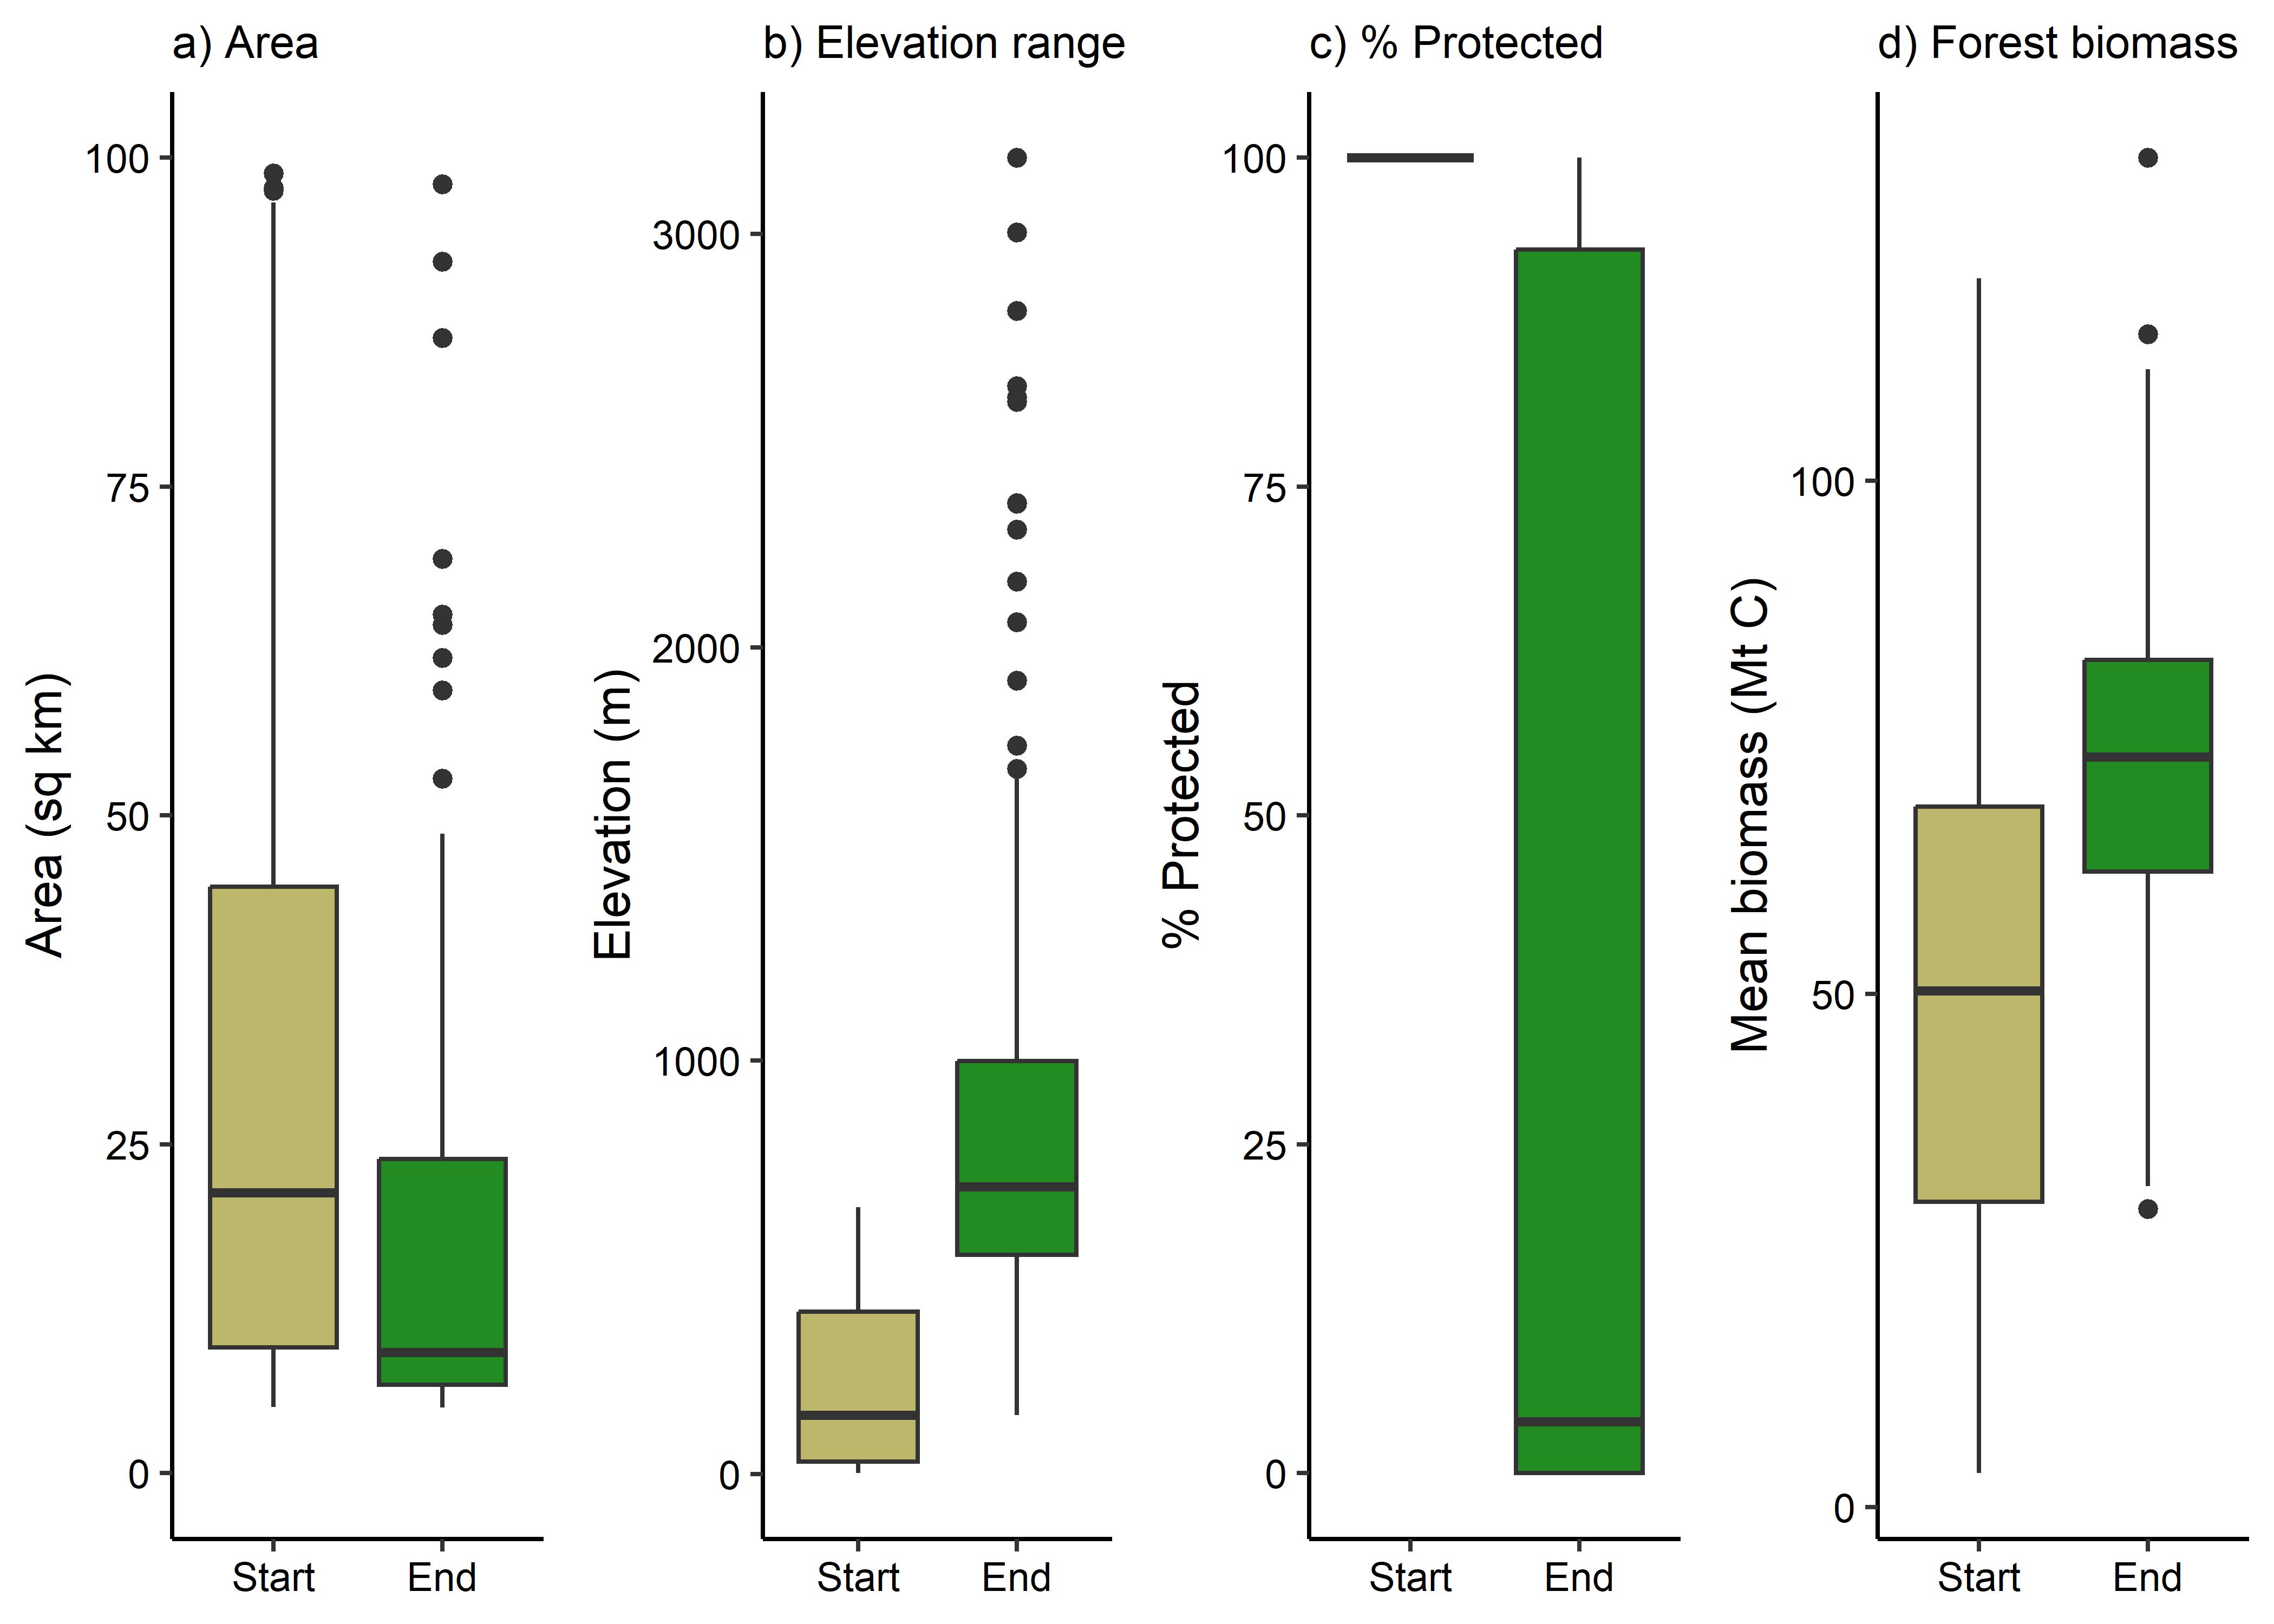 a) Area
b) Elevation range
c) % Protected
d) Forest biomass
Area (sq km)
100
75
50
25
0
Start
End
Elevation (m)
3000
2000
1000
0
Start
End
% Protected
100
75
50
25
0
Start
End
Mean biomass (Mt C)
100
50
0
Start
End